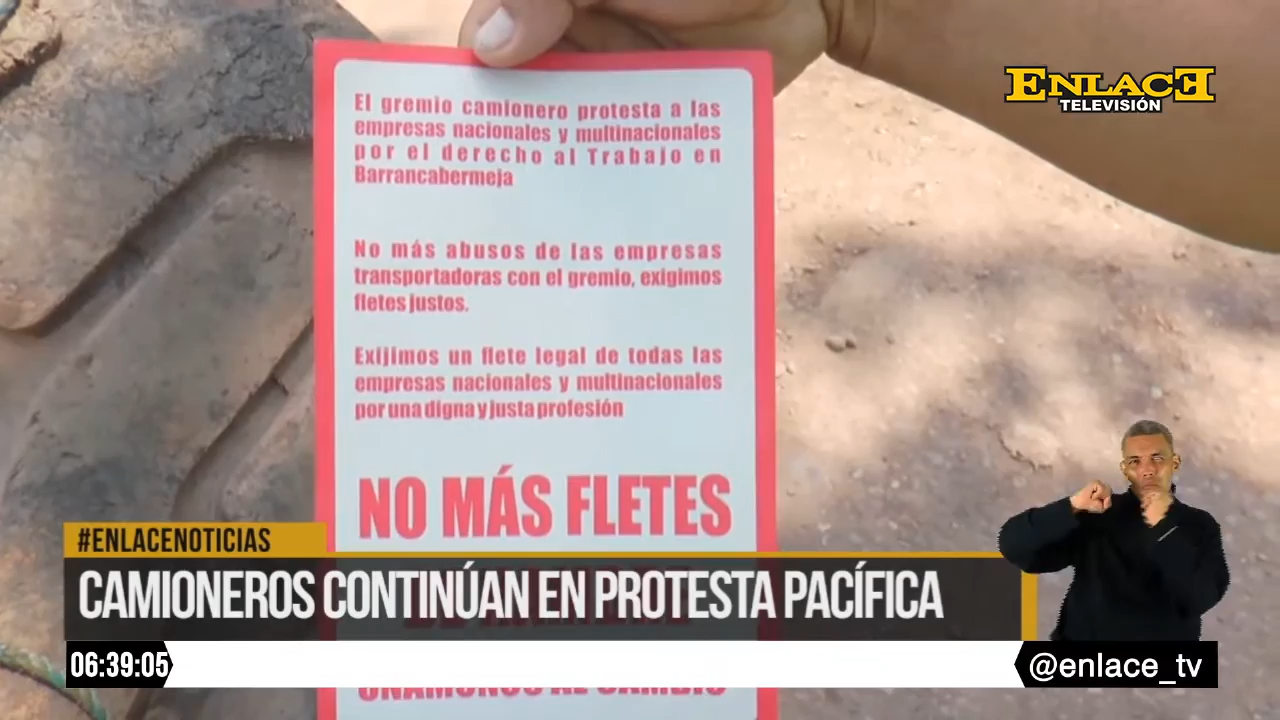 ENLACE
TELEVISIÓN
El gremio camionero protesta a las
empresas nacionales y multinacionales
por el derecho al Trabajo en
Barrancabermeja
No más abusos de las empresas
transportadoras con el gremio, exigimos
fletes justos.
Exijimos un flete legal de todas las
empresas nacionales y multinacionales
por una digna y justa profesión
NO MÁS FLETES
#ENLACENOTICIAS
CAMIONEROS CONTINÚAN EN PROTESTA PACÍFICA
UNÁMONOS AL CAMBIO
06:39:05
@enlace_tv